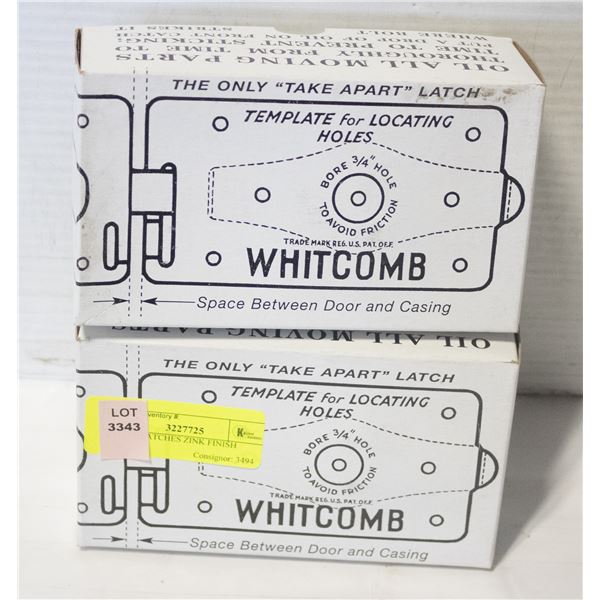 OIL ALL MOVING PARTS
THOROUGHLY FROM TIME TO
TIME TO PREVENT STICKING;
PUT A DROP OF
OIL ON FRONT CATCH
WHERE BOLT
STRIKES IT
THE ONLY "TAKE APART" LATCH
TEMPLATE for LOCATING
HOLES
BORE 3/4" HOLE
TO AVOID FRICTION
TRADE MARK REG. U.S. PAT. OFF.
WHITCOMB
Space Between Door and Casing
OIL ALL MOVING PARTS
THE ONLY "TAKE APART" LATCH
TEMPLATE for LOCATING
HOLES
LOT
3343
ventory #:
3227725
ATCHES ZINK FINISH
Consignor: 3494
BORE 3/4" HOLE
TO AVOID FRICTION
TRADE MARK REG. U.S. PAT. OFF.
WHITCOMB
Space Between Door and Casing